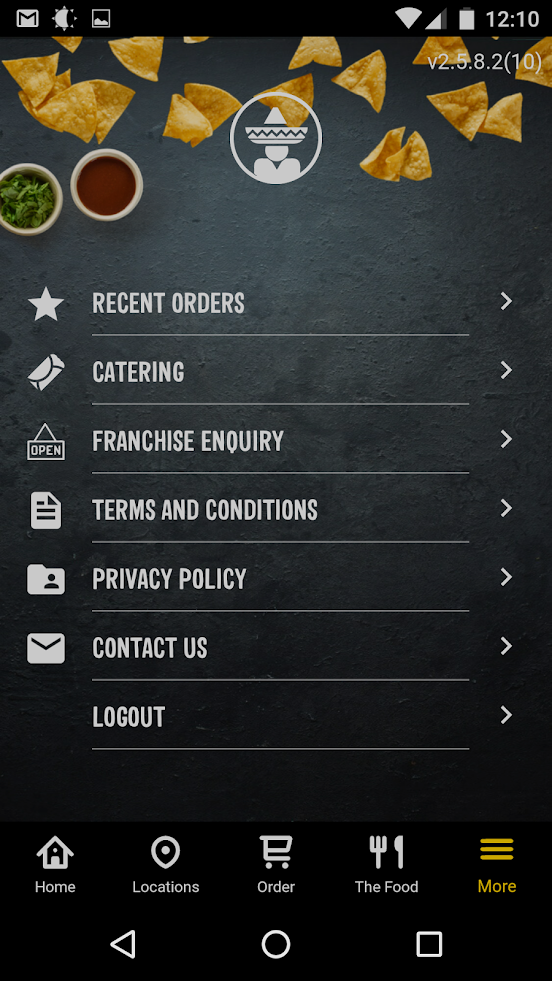 12:10
v2.5.8.2(10)
RECENT ORDERS
CATERING
OPEN
FRANCHISE ENQUIRY
TERMS AND CONDITIONS
PRIVACY POLICY
CONTACT US
LOGOUT
Home
Locations
Order
The Food
More